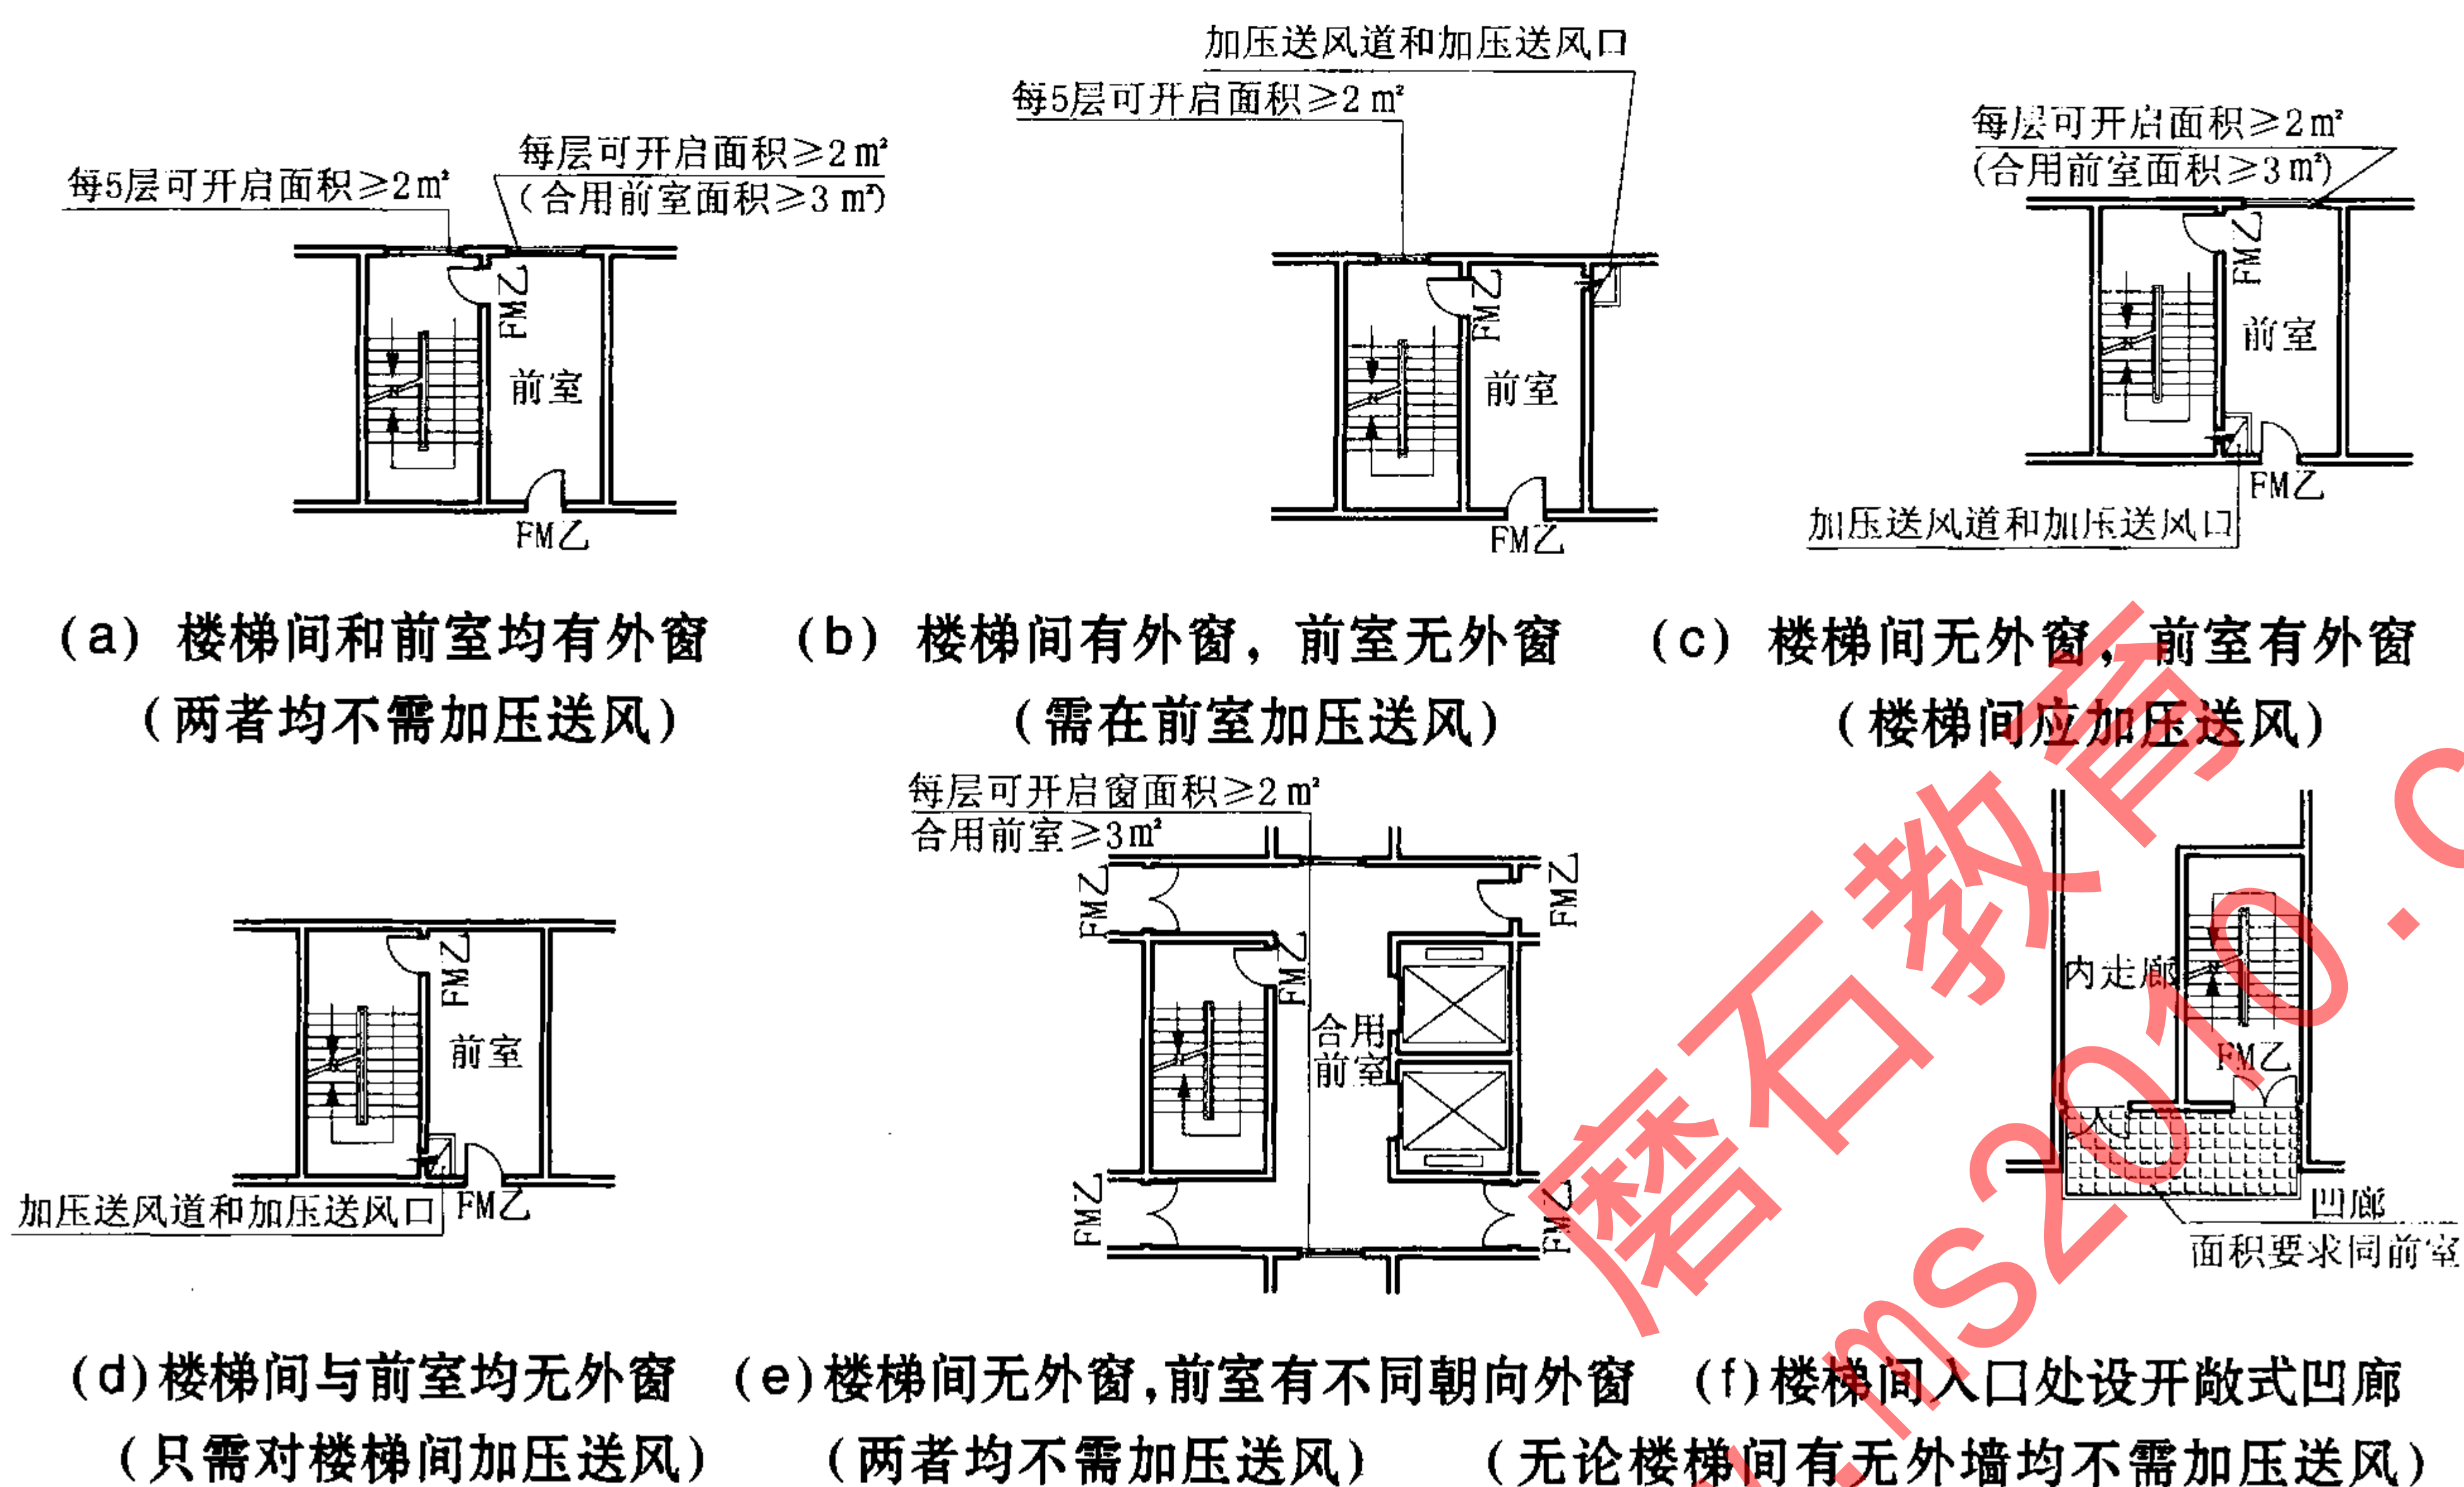 加压送风道和加压送风口
每5层可开启面积≥2m²
每层可开启面积≥2m²
(合用前室面积≥3m²)
FM乙
前室
FM乙
每5层可开启面积≥2m²
FM乙
前室
FM乙
每层可开启面积≥2m²
(合用前室面积≥3m²)
FM乙
前室
FM乙
加压送风道和加压送风口
(a) 楼梯间和前室均有外窗
(两者均不需加压送风)
(b) 楼梯间有外窗，前室无外窗
(需在前室加压送风)
(c) 楼梯间无外窗，前室有外窗
(楼梯间应加压送风)
FM乙
前室
加压送风道和加压送风口
FM乙
每层可开启窗面积≥2m²
合用前室≥3m²
FM乙
FM乙
FM乙
合用
前室
FM乙
FM乙
内走廊
FM乙
入口
凹廊
面积要求同前室
(d)楼梯间与前室均无外窗
(只需对楼梯间加压送风)
(e)楼梯间无外窗,前室有不同朝向外窗
(两者均不需加压送风)
(f)楼梯间入口处设开敞式凹廊
(无论楼梯间有无外墙均不需加压送风)
磨石教育
.ms2010.c